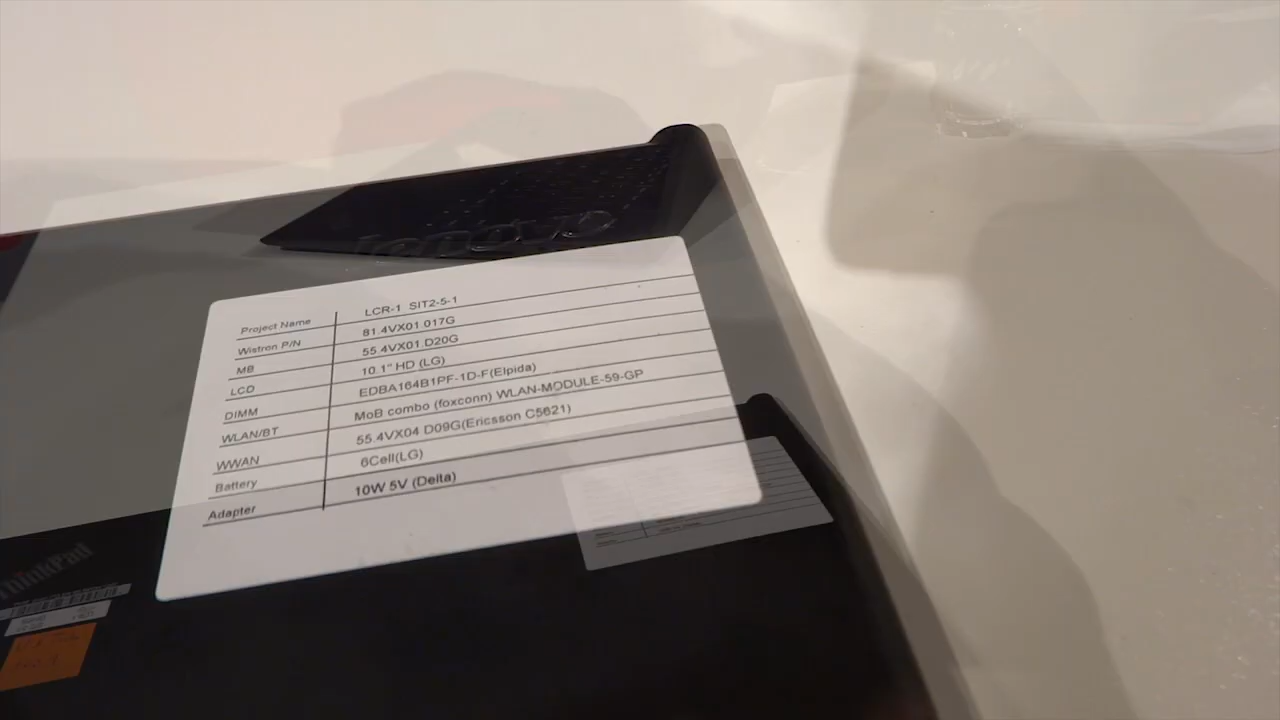 lenovo
Project Name LCR-1 SIT2-5-1
Wistron P/N 81.4VX01.017G
MB 55.4VX01.D20G
LCD 10.1" HD (LG)
DIMM EDBA164B1PF-1D-F(Elpida)
WLAN/BT MoB combo (foxconn) WLAN-MODULE-59-GP
WWAN 55.4VX04 D09G(Ericsson C5621)
Battery 6Cell(LG)
Adapter 10W 5V (Delta)
ThinkPad